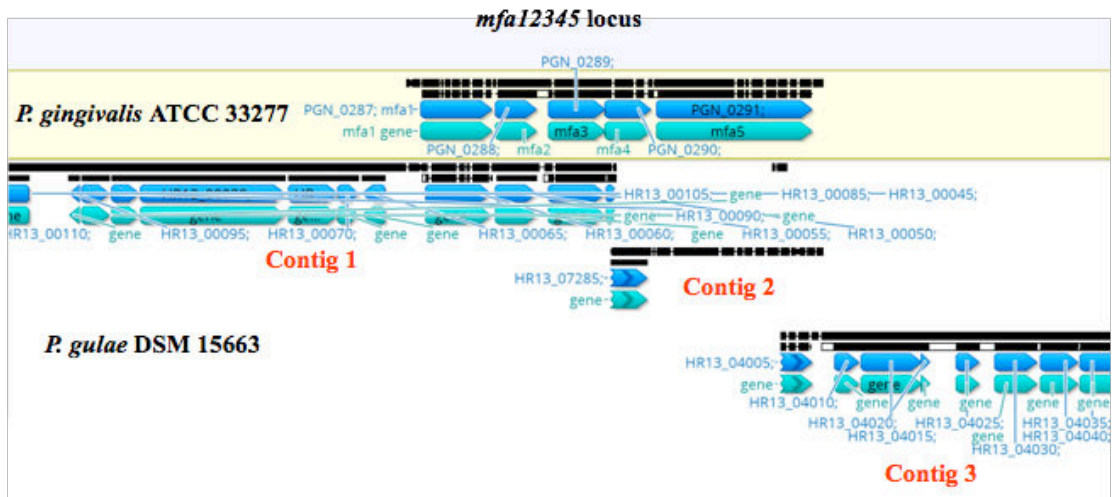 mfa12345 locus
PGN_0289;
P. gingivalis ATCC 33277
PGN_0287; mfa1
PGN_0291;
mfa1 gene
mfa3
mfa5
PGN_0288;
mfa2
mfa4
PGN_0290;
HR13_00105; gene HR13_00085; HR13_00045;
gene HR13_00090; gene
HR13_00110; gene HR13_00095; HR13_00070; gene gene HR13_00065; HR13_00060; gene HR13_00055; HR13_00050;
Contig 1
HR13_07285;
gene
Contig 2
P. gulae DSM 15663
HR13_04005;
gene
gene
HR13_04010; gene gene gene gene gene
HR13_04020; HR13_04025; HR13_04035;
HR13_04015; gene HR13_04040;
HR13_04030;
Contig 3